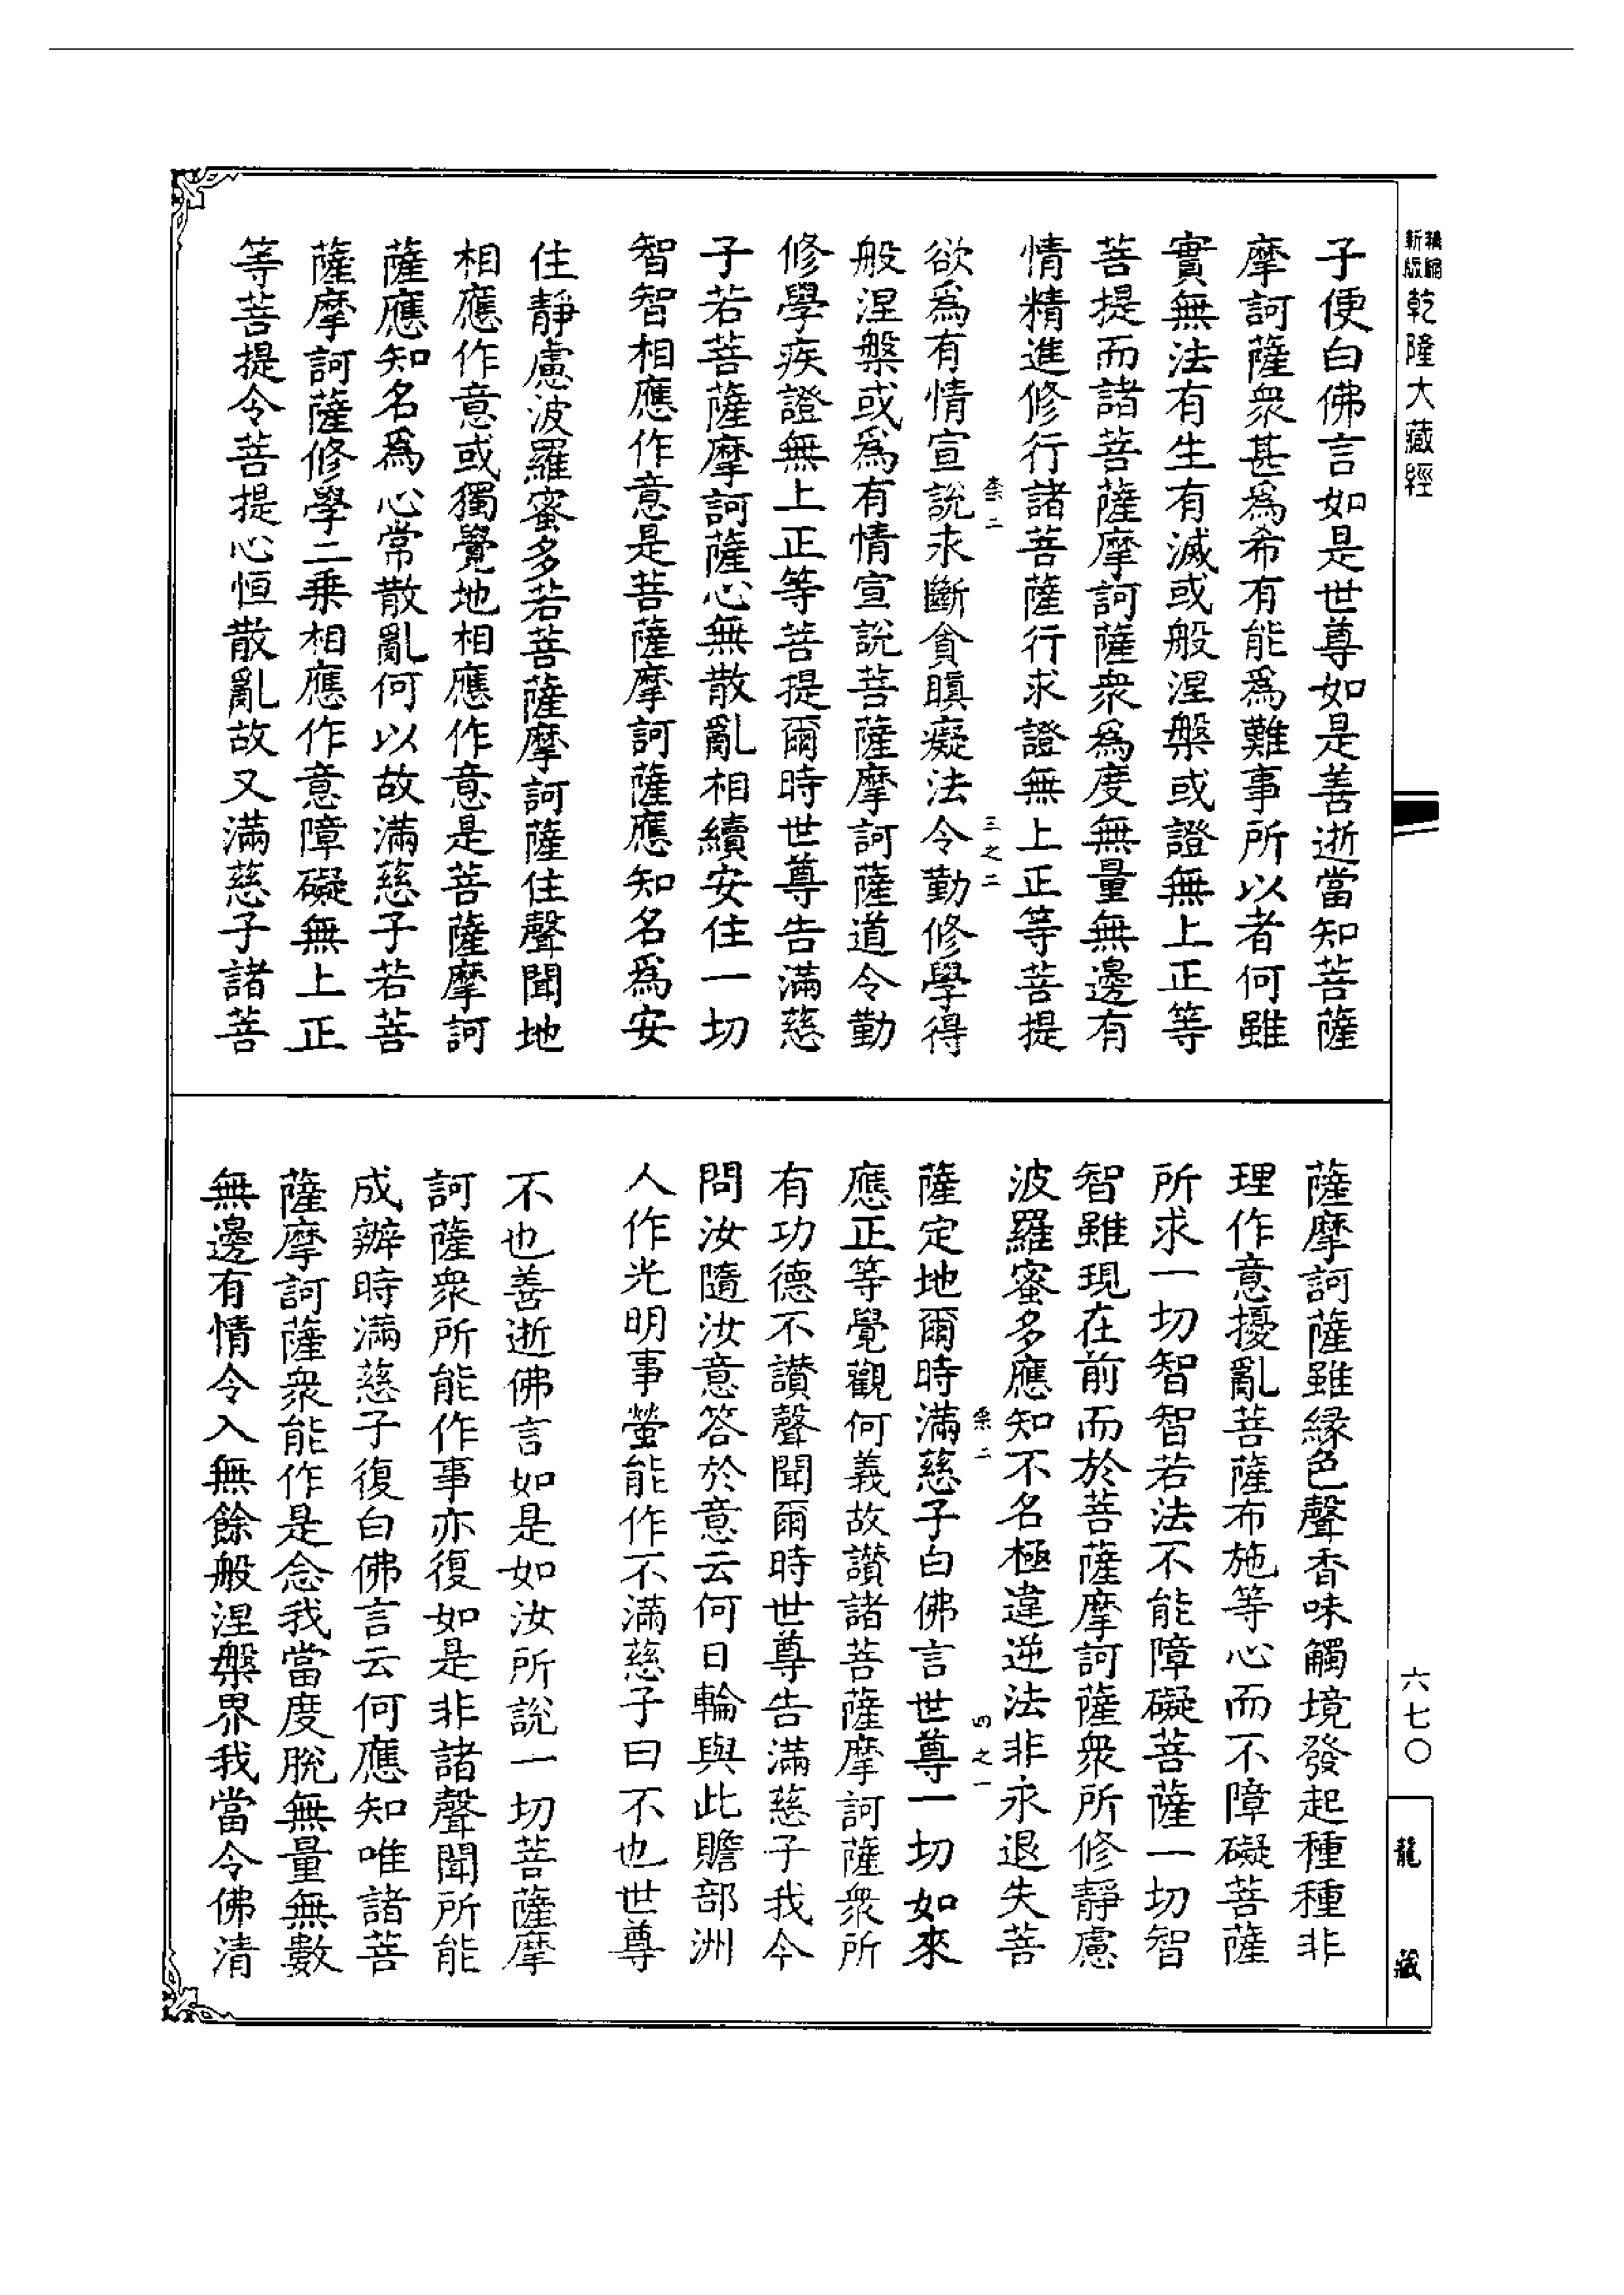 新編縮版
乾隆大藏經
子便白佛言如是世尊如是善逝當知菩薩
摩訶薩衆甚爲希有能爲難事所以者何雖
實無法有生有滅或般涅槃或證無上正等
菩提而諸菩薩摩訶薩衆爲度無量無邊有
情精進修行諸菩薩行求證無上正等菩提
柰二
三之二
欲爲有情宣說永斷貪瞋癡法令勤修學得
般涅槃或爲有情宣說菩薩摩訶薩道令勤
修學疾證無上正等菩提爾時世尊告滿慈
子若菩薩摩訶薩心無散亂相續安住一切
智智相應作意是菩薩摩訶薩應知名爲安
住靜慮波羅蜜多若菩薩摩訶薩住聲聞地
相應作意或獨覺地相應作意是菩薩摩訶
薩應知名爲心常散亂何以故滿慈子若菩
薩摩訶薩修學二乘相應作意障礙無上正
等菩提令菩提心恒散亂故又滿慈子諸菩
薩摩訶薩雖緣色聲香味觸境發起種種非
理作意擾亂菩薩布施等心而不障礙菩薩
所求一切智智若法不能障礙菩薩一切智
智雖現在前而於菩薩摩訶薩衆所修靜慮
波羅蜜多應知不名極違逆法非永退失菩
柰二
四之一
薩定地爾時滿慈子白佛言世尊一切如來
應正等覺觀何義故讚諸菩薩摩訶薩衆所
有功德不讚聲聞爾時世尊告滿慈子我今
問汝隨汝意答於意云何日輪與此贍部洲
人作光明事螢能作不滿慈子曰不也世尊
不也善逝佛言如是如汝所說一切菩薩摩
訶薩衆所能作事亦復如是非諸聲聞所能
成辦時滿慈子復白佛言云何應知唯諸菩
薩摩訶薩衆能作是念我當度脫無量無數
無邊有情令入無餘般涅槃界我當令佛清
六七〇
龍藏